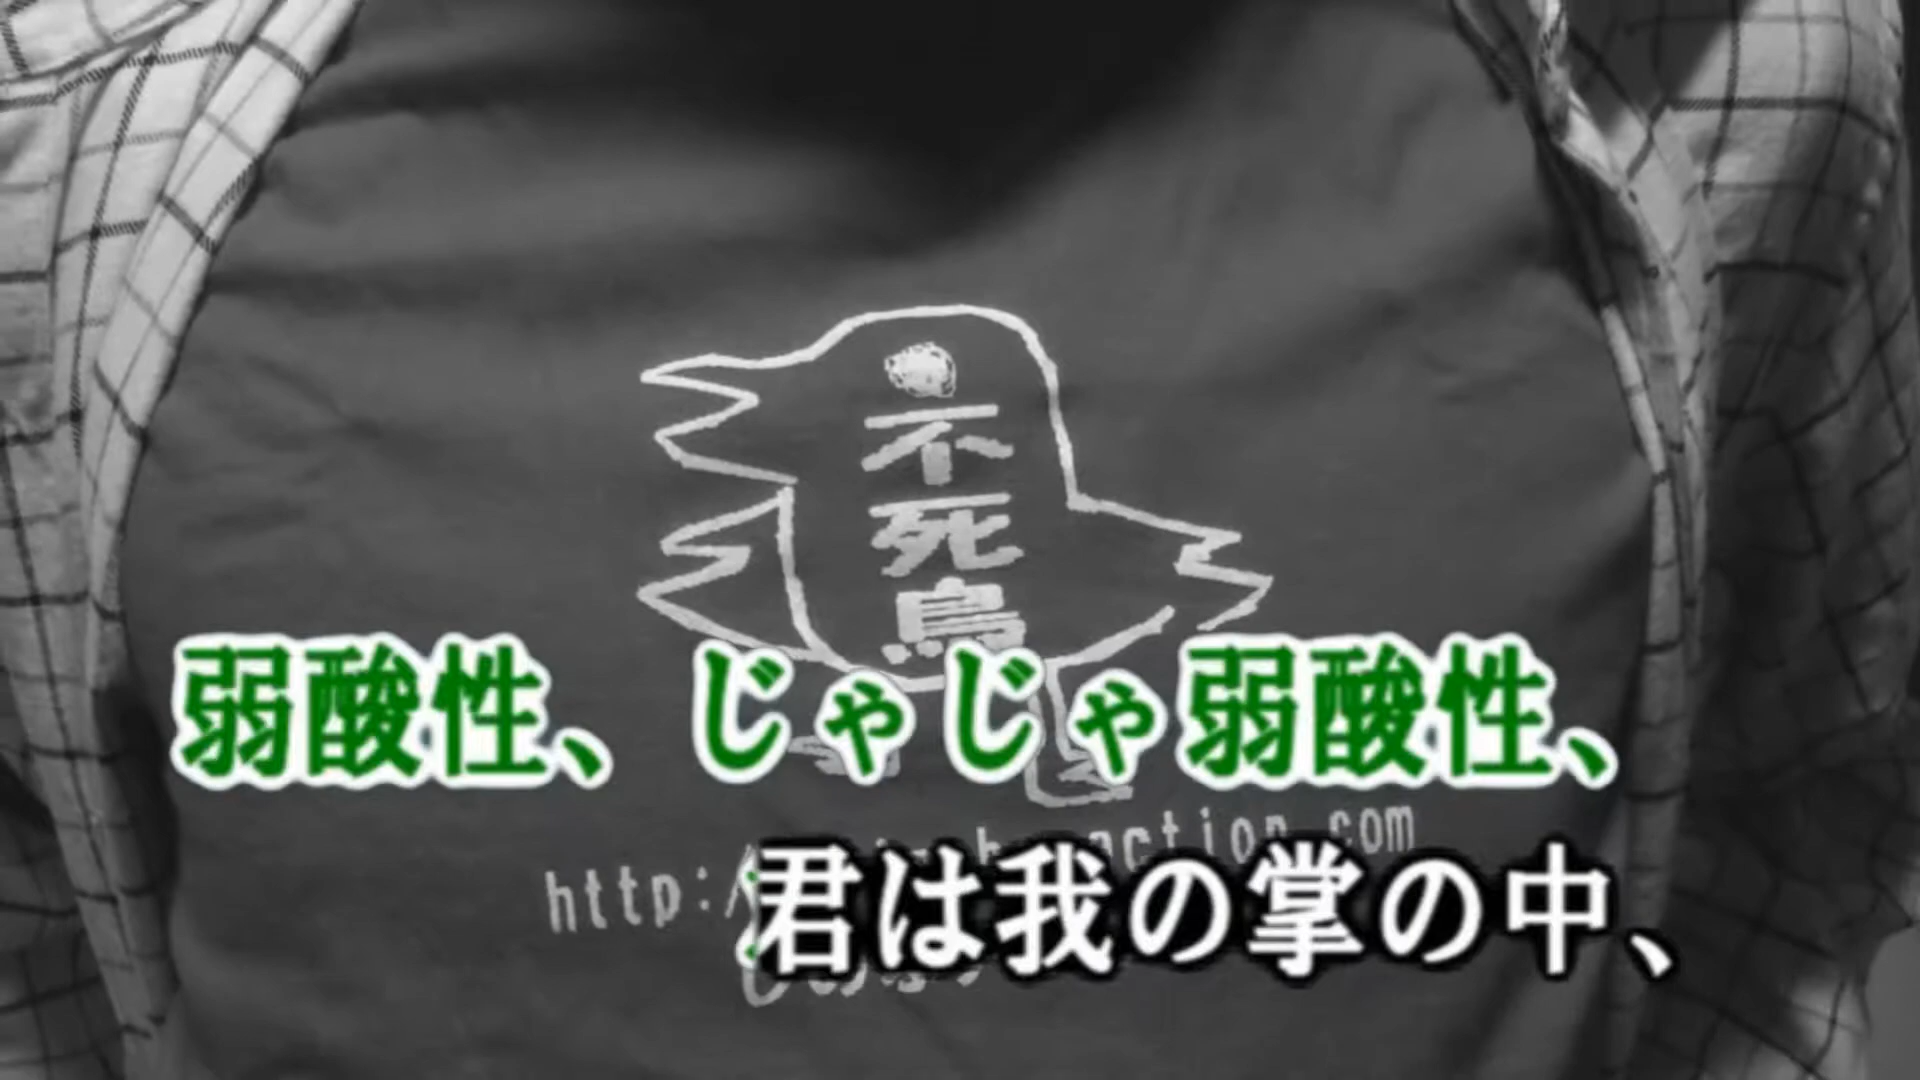 不死鳥
弱酸性、じゃじゃ弱酸性、
http:/
ction.com
君は我の掌の中、